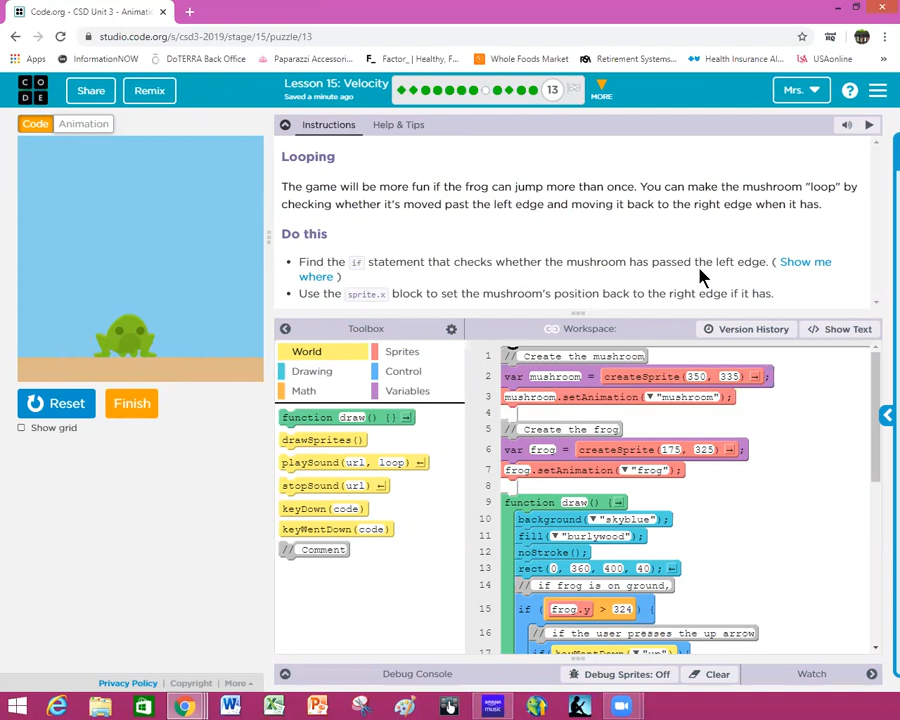 Code.org - CSD Unit 3 - Animatio
studio.code.org/s/csd3-2019/stage/15/puzzle/13
Apps
InformationNOW
DoTERRA Back Office
Paparazzi Accessori...
Factor_ | Healthy, F...
Whole Foods Market
Retirement Systems...
Health Insurance Al...
USAonline
»
C O
D E
Share
Remix
Lesson 15: Velocity
Saved a minute ago
13
MORE
Mrs.
Code
Animation
Instructions
Help & Tips
Looping
The game will be more fun if the frog can jump more than once. You can make the mushroom "loop" by
checking whether it's moved past the left edge and moving it back to the right edge when it has.
Do this
Find the if statement that checks whether the mushroom has passed the left edge. ( Show me
where )
Use the sprite.x block to set the mushroom's position back to the right edge if it has.
Toolbox
Workspace:
Version History
</> Show Text
World
Sprites
Drawing
Control
Math
Variables
function draw() {}
drawSprites()
playSound(url, loop)
stopSound(url)
keyDown(code)
keyWentDown(code)
// Comment
1 // Create the mushroom
2 var mushroom = createSprite(350, 335);
3 mushroom.setAnimation("mushroom");
4
5 // Create the frog
6 var frog = createSprite(175, 325);
7 frog.setAnimation("frog");
8
9 function draw() {
10 background("skyblue");
11 fill("burlywood");
12 noStroke();
13 rect(0, 360, 400, 40);
14 // if frog is on ground,
15 if (frog.y > 324) {
16 // if the user presses the up arrow
17 if(keyWentDown("up"){
Reset
Finish
Show grid
Debug Console
Debug Sprites: Off
Clear
Watch
Privacy Policy | Copyright | More